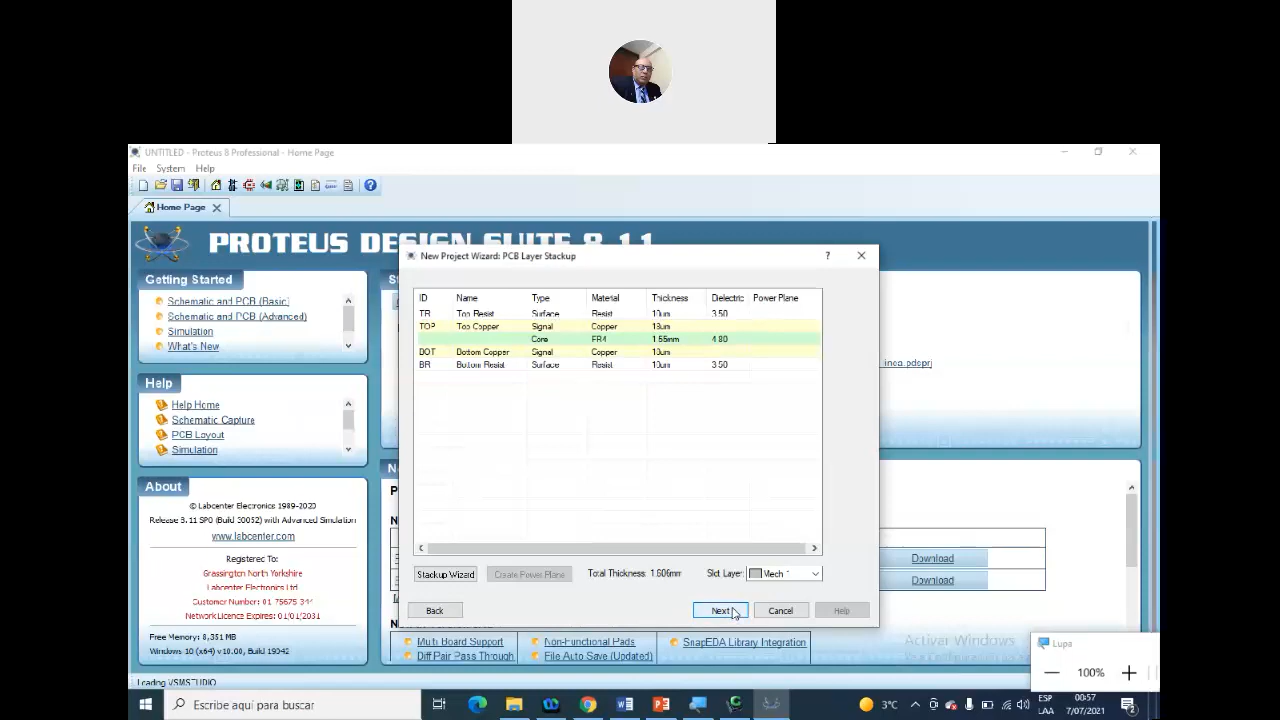 UNTITLED - Proteus 8 Professional - Home Page
File System Help
Home Page
PROTEUS DESIGN SUITE 8.11
Getting Started
Schematic and PCB (Basic)
Schematic and PCB (Advanced)
Simulation
What's New
Help
Help Home
Schematic Capture
PCB Layout
Simulation
About
© Labcenter Electronics 1989-2020
Release 8.11 SP0 (Build 30052) with Advanced Simulation
www.labcenter.com
Registered To:
Grassington North Yorkshire
Labcenter Electronics Ltd
Customer Number: 01-75675-344
Network Licence Expires: 01/01/2031
Free Memory: 8,351 MB
Windows 10 (x64) v10.00, Build 19042
New Project Wizard: PCB Layer Stackup
?
ID Name Type Material Thickness Dielectric Power Plane
TR Top Resist Surface Resist 10um 3.50
TOP Top Copper Signal Copper 18um
Core FR4 1.55mm 4.80
BOT Bottom Copper Signal Copper 18um
BR Bottom Resist Surface Resist 10um 3.50
Stackup Wizard Create Power Plane Total Thickness: 1.606mm Slot Layer: Mech 1
Back Next Cancel Help
linea.pdsprj
Download
Download
Multi Board Support Non-Functional Pads SnapEDA Library Integration
Diff Pair Pass Through File Auto Save (Updated)
Activar Windows
Loading VSMSTUDIO
Lupa
100%
Escribe aquí para buscar
3°C
ESP
LAA
00:57
7/07/2021
2